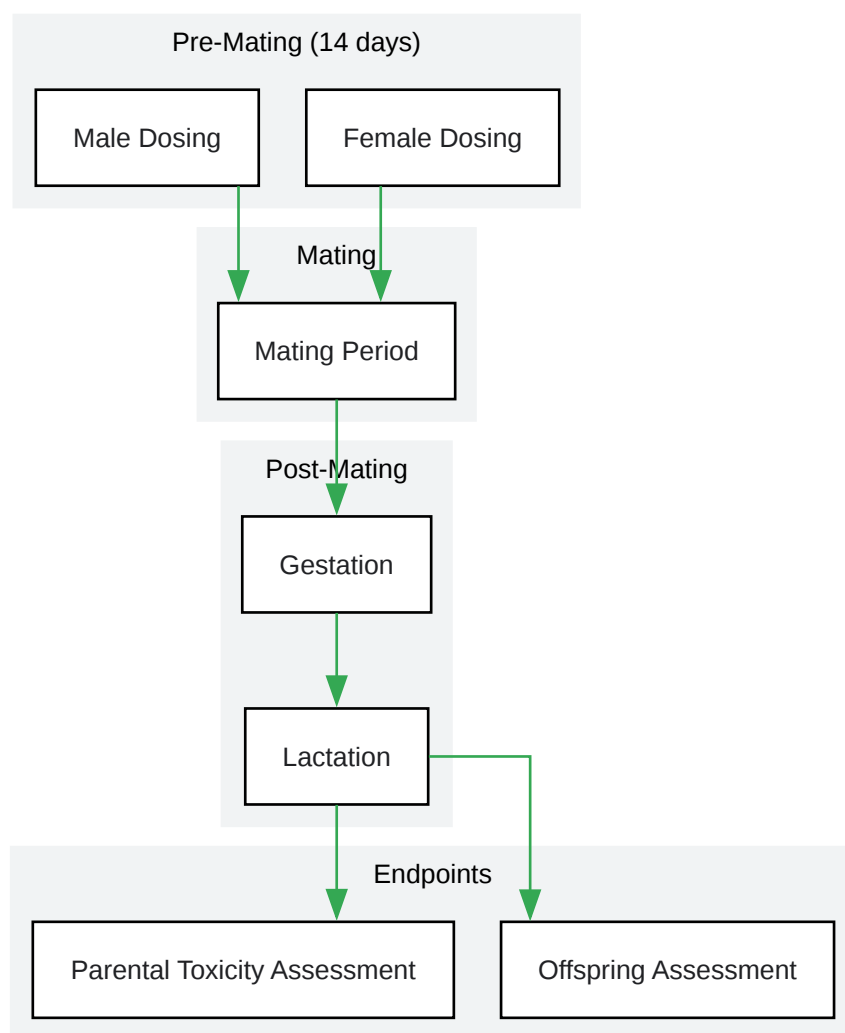 Pre-Mating (14 days)
Male Dosing
Female Dosing
Mating
Mating Period
Post-Mating
Gestation
Lactation
Endpoints
Parental Toxicity Assessment
Offspring Assessment